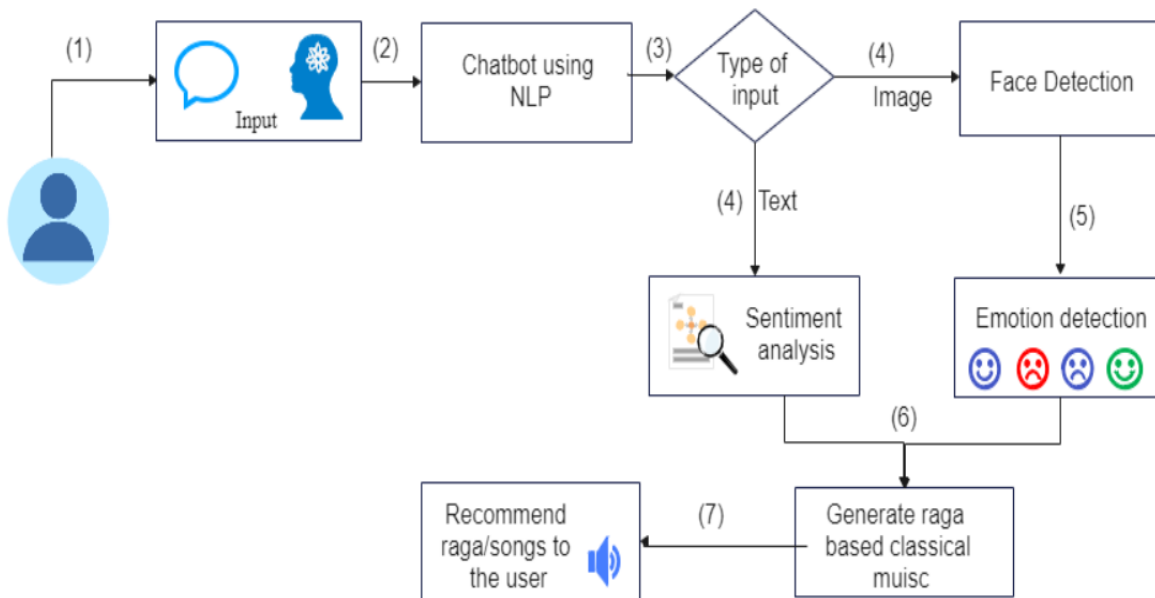 (1)
Input
(2)
Chatbot using
NLP
(3)
Type of
input
(4)
Image
Face Detection
(4) Text
(5)
Sentiment
analysis
Emotion detection
(6)
Generate raga
based classical
muisc
(7)
Recommend
raga/songs to
the user